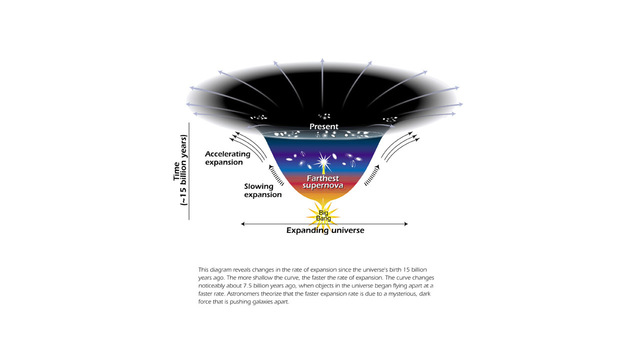 Present
Accelerating
expansion
Time
(~15 billion years)
Farthest
supernova
Slowing
expansion
Big
Bang
Expanding universe
This diagram reveals changes in the rate of expansion since the universe's birth 15 billion
years ago. The more shallow the curve, the faster the rate of expansion. The curve changes
noticeably about 7.5 billion years ago, when objects in the universe began flying apart at a
faster rate. Astronomers theorize that the faster expansion rate is due to a mysterious, dark
force that is pushing galaxies apart.